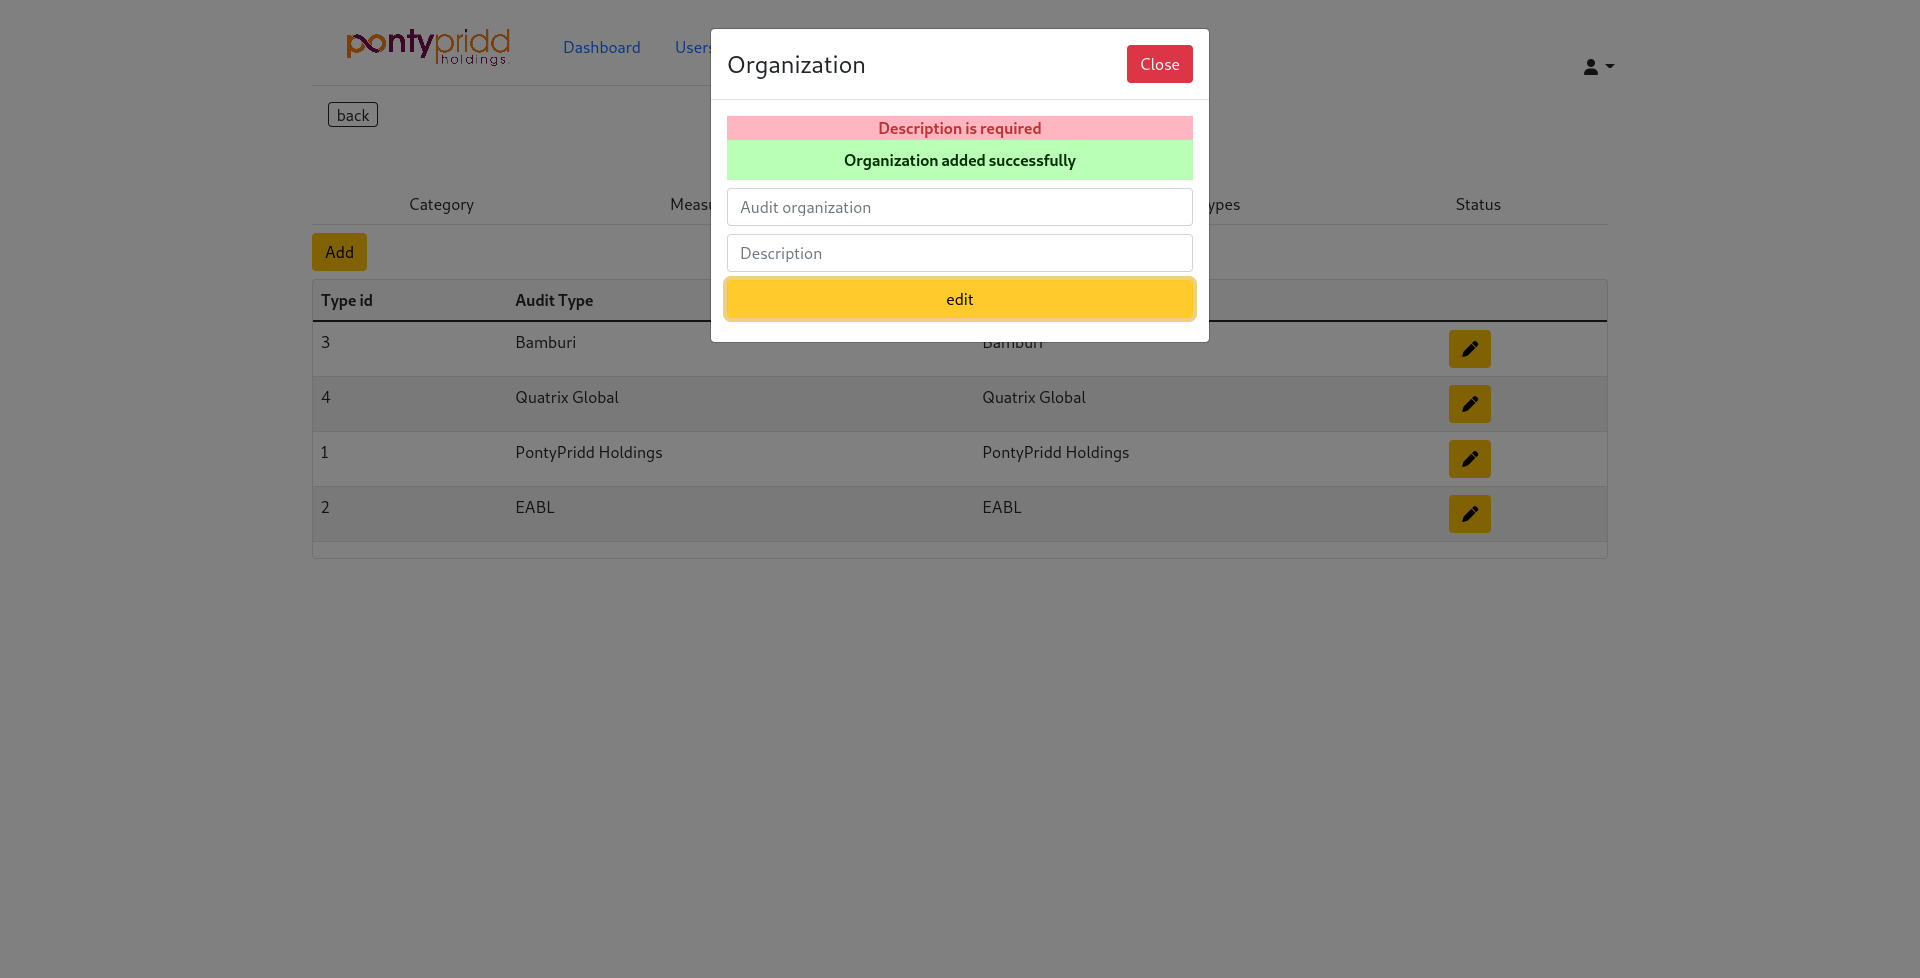 pontypridd
holdings
Dashboard
Users
Organization
Close
back
Description is required
Organization added successfully
Audit organization
Description
edit
Category
Status
Add
Type id
Audit Type
3
Bamburi
Bamburi
4
Quatrix Global
Quatrix Global
1
PontyPridd Holdings
PontyPridd Holdings
2
EABL
EABL